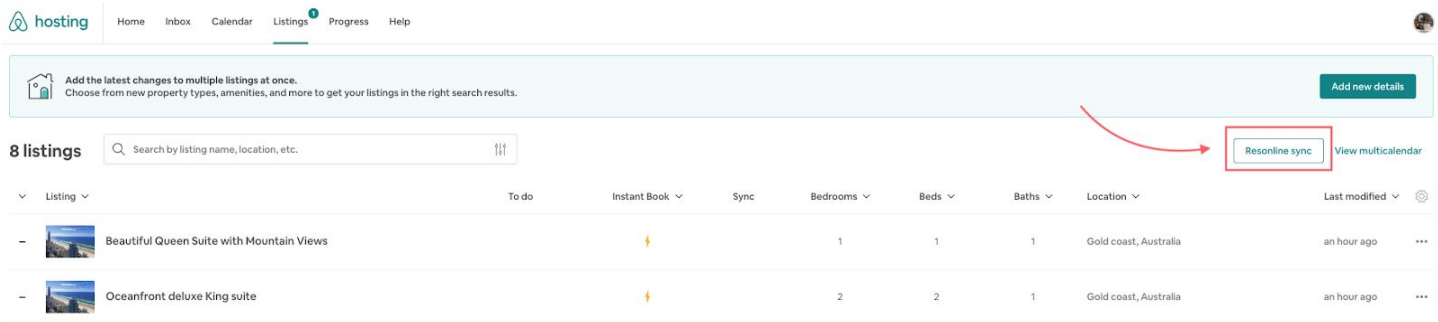 hosting Home Inbox Calendar Listings 1 Progress Help
Add the latest changes to multiple listings at once.
Choose from new property types, amenities, and more to get your listings in the right search results.
Add new details
8 listings Search by listing name, location, etc. Resonline sync View multicalendar
Listing To do Instant Book Sync Bedrooms Beds Baths Location Last modified
Beautiful Queen Suite with Mountain Views 1 1 1 Gold coast, Australia an hour ago
Oceanfront deluxe King suite 2 2 1 Gold coast, Australia an hour ago